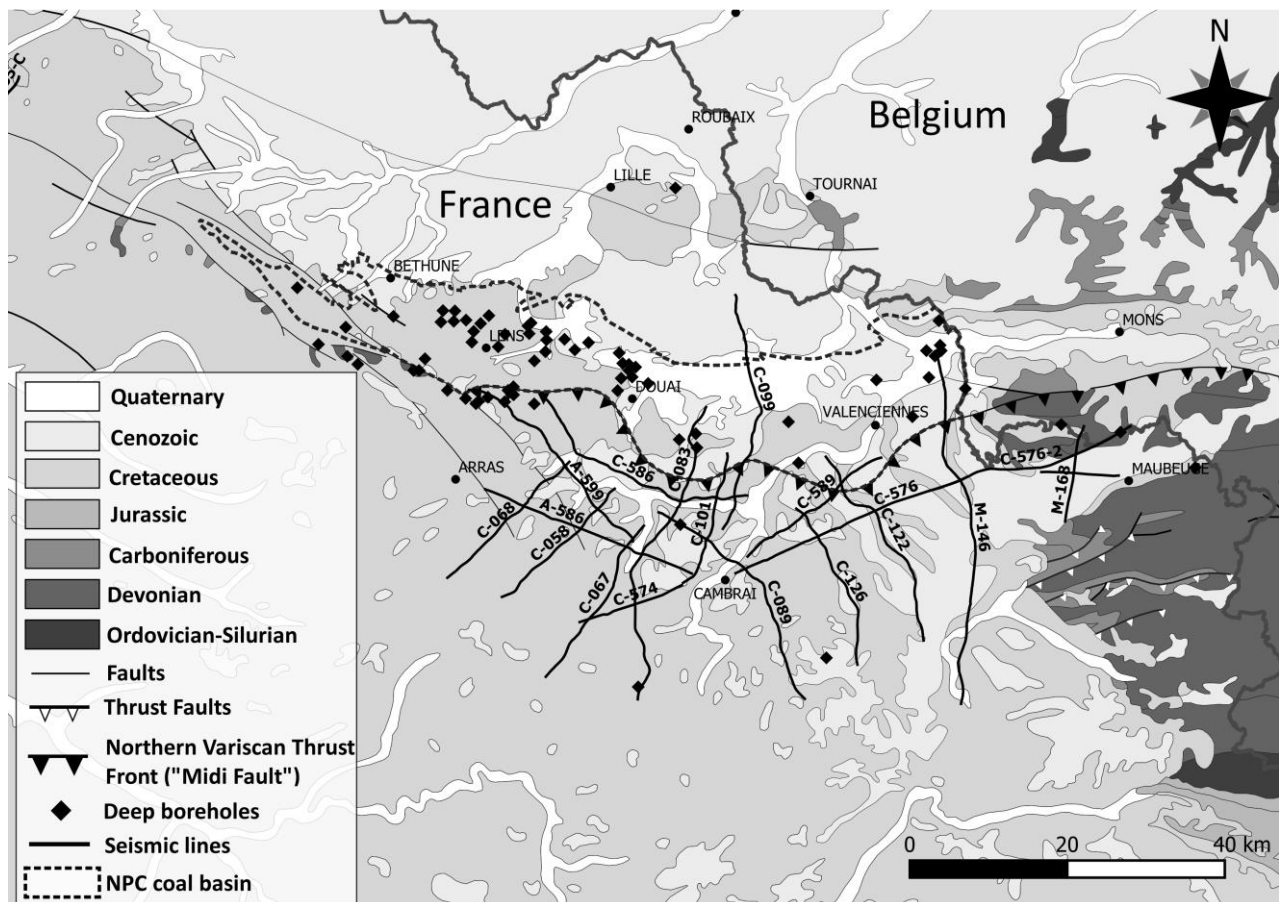 N
Belgium
ROUBAIX
LILLE
TOURNAI
France
BETHUNE
MONS
LENS
DOUAI
C-099
VALENCIENNES
ARRAS
A-599
C-586
C-083
C-589
C-576
C-576-2
MAUBEUGE
M-168
C-068
A-586
C-058
C-101
C-122
M-146
C-067
C-574
CAMBRAI
C-089
C-126
Quaternary
Cenozoic
Cretaceous
Jurassic
Carboniferous
Devonian
Ordovician-Silurian
Faults
Thrust Faults
Northern Variscan Thrust
Front ("Midi Fault")
Deep boreholes
Seismic lines
NPC coal basin
0 20 40 km